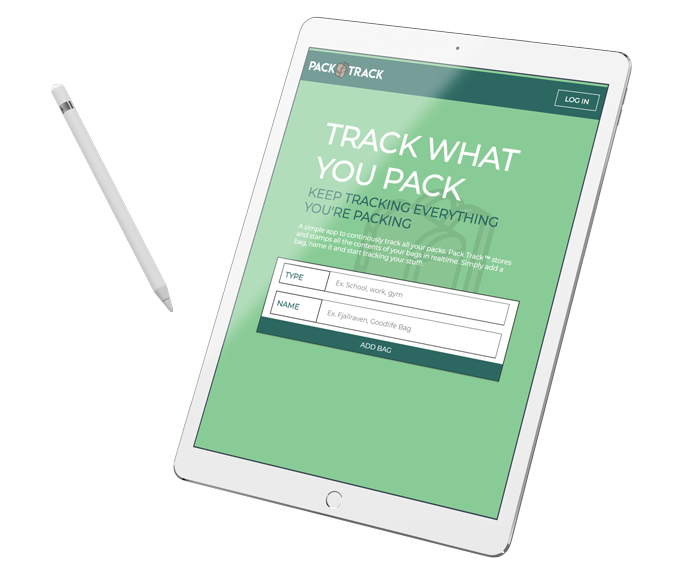 PACK TRACK
LOG IN
TRACK WHAT
YOU PACK
KEEP TRACKING EVERYTHING
YOU'RE PACKING
A simple app to continously track all your packs. Pack Track™ stores
and stamps all the contents of your bags in realtime. Simply add a
bag, name it and start tracking your stuff.
TYPE
Ex. School, work, gym
NAME
Ex. Fjallraven, Goodlife Bag
ADD BAG